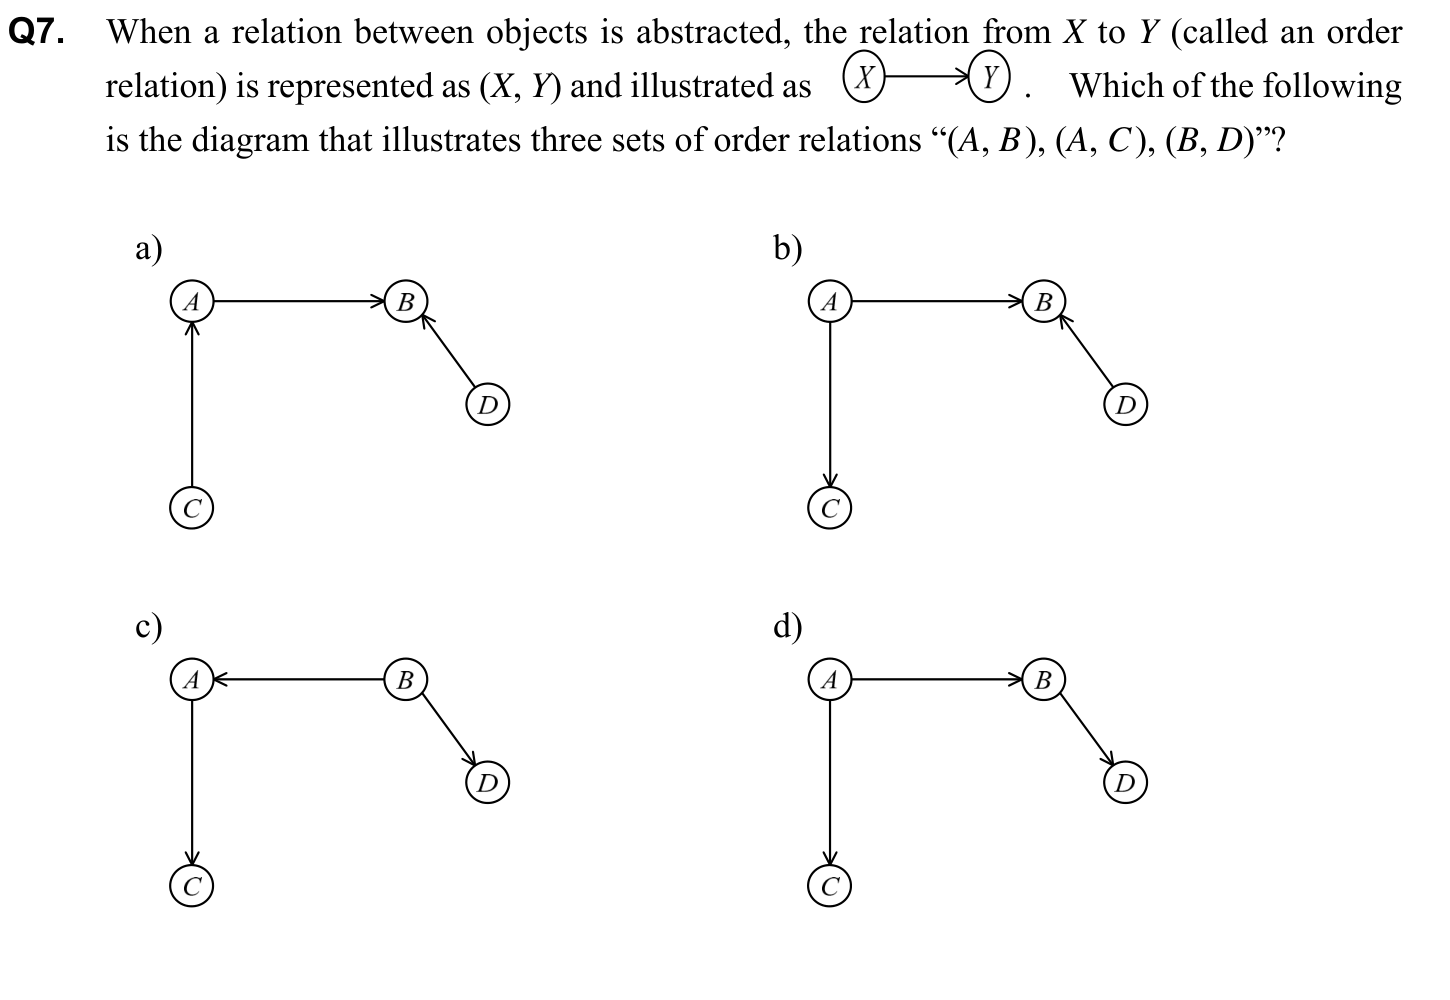 Q7. When a relation between objects is abstracted, the relation from X to Y (called an order
relation) is represented as (X, Y) and illustrated as X Y . Which of the following
is the diagram that illustrates three sets of order relations “(A, B), (A, C), (B, D)”?
a)
A B
D
C
b)
A B
D
C
c)
A B
D
C
d)
A B
D
C